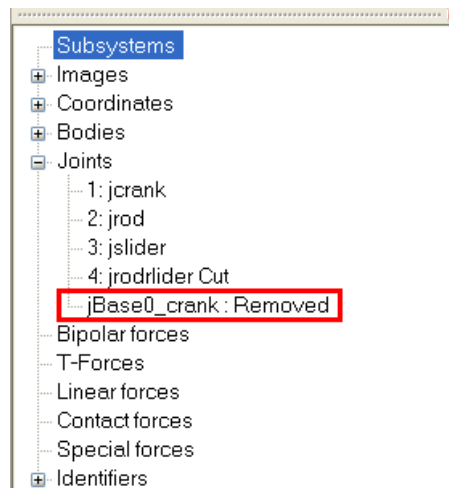 Subsystems
Images
Coordinates
Bodies
Joints
1: jcrank
2: jrod
3: jslider
4: jrodrlider Cut
jBase0_crank : Removed
Bipolar forces
T-Forces
Linear forces
Contact forces
Special forces
Identifiers